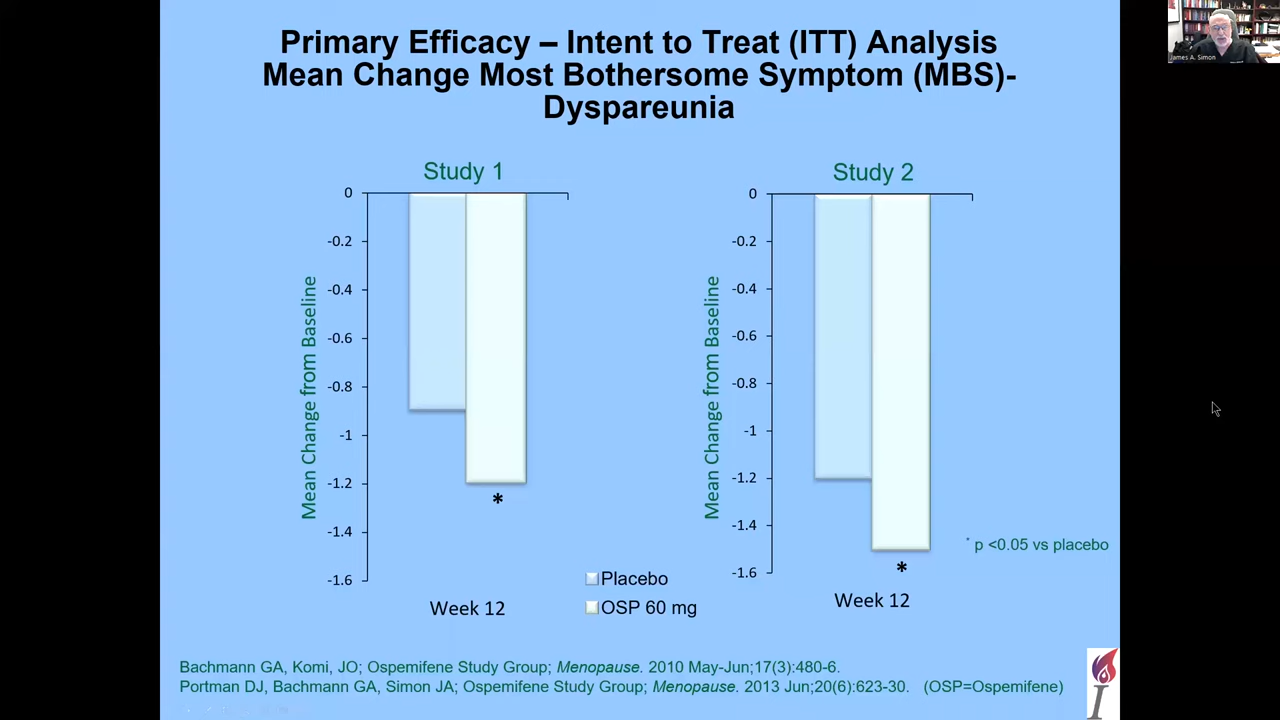 Primary Efficacy – Intent to Treat (ITT) Analysis
Mean Change Most Bothersome Symptom (MBS)-
Dyspareunia
James A. Simon
Study 1
0
-0.2
-0.4
-0.6
-0.8
-1
-1.2
-1.4
-1.6
Mean Change from Baseline
*
Week 12
Placebo
OSP 60 mg
Study 2
0
-0.2
-0.4
-0.6
-0.8
-1
-1.2
-1.4
-1.6
Mean Change from Baseline
*
Week 12
* p <0.05 vs placebo
Bachmann GA, Komi, JO; Ospemifene Study Group; Menopause. 2010 May-Jun;17(3):480-6.
Portman DJ, Bachmann GA, Simon JA; Ospemifene Study Group; Menopause. 2013 Jun;20(6):623-30. (OSP=Ospemifene)
I